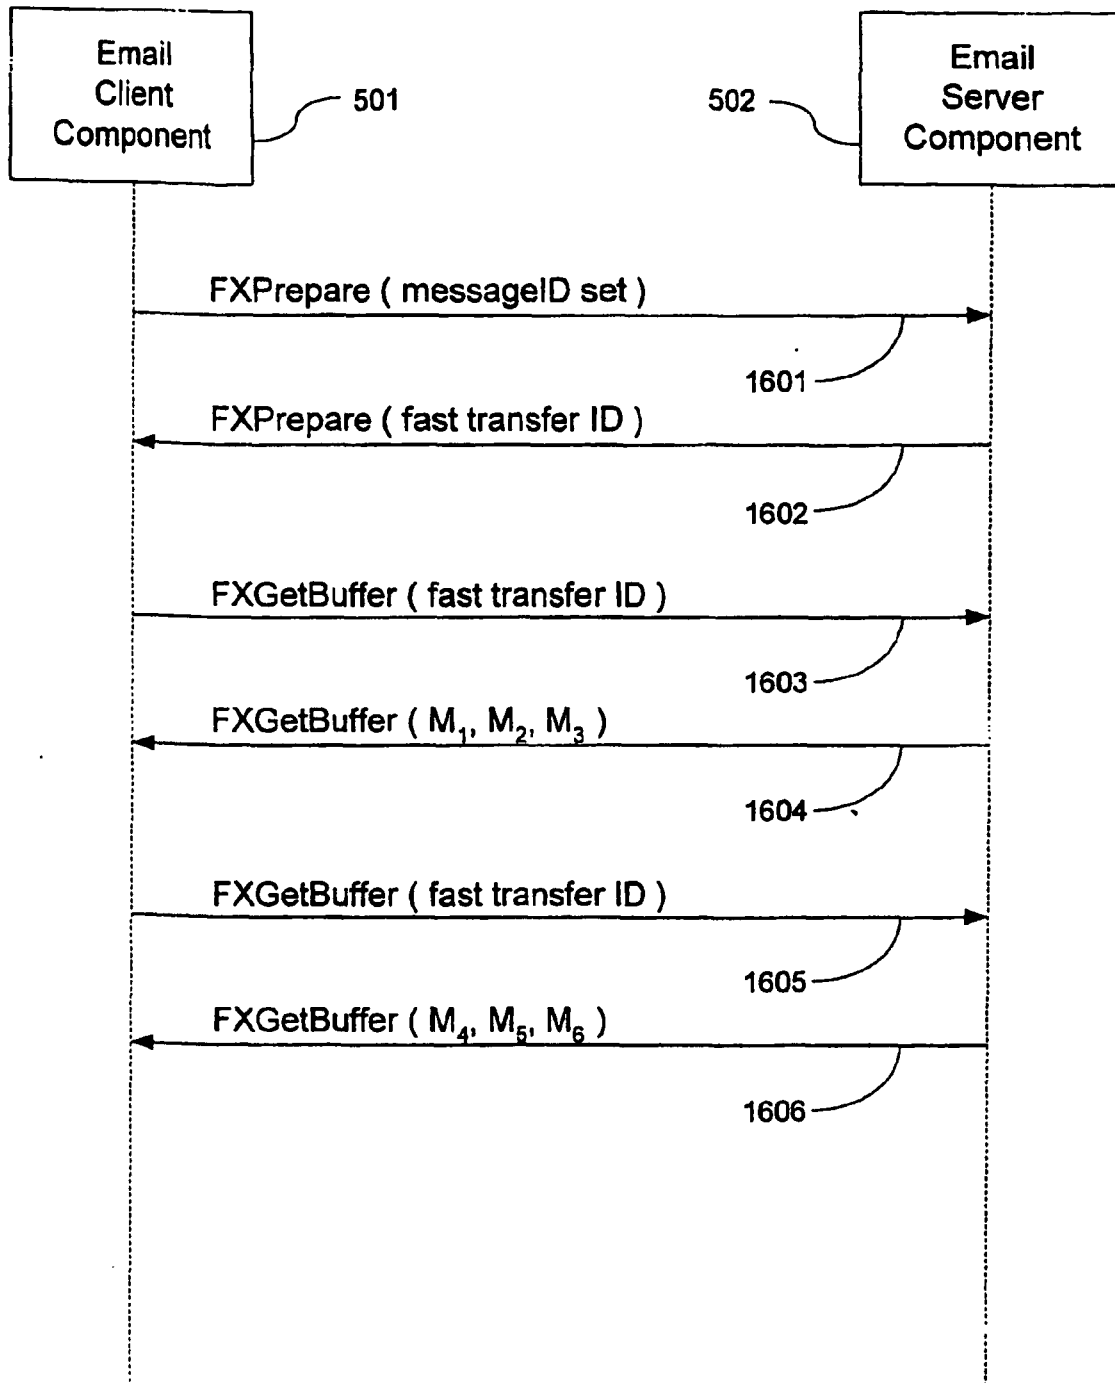 Email
Client
Component
501
502
Email
Server
Component
FXPrepare ( messageID set )
1601
FXPrepare ( fast transfer ID )
1602
FXGetBuffer ( fast transfer ID )
1603
FXGetBuffer ( M₁, M₂, M₃ )
1604
FXGetBuffer ( fast transfer ID )
1605
FXGetBuffer ( M₄, M₅, M₆ )
1606